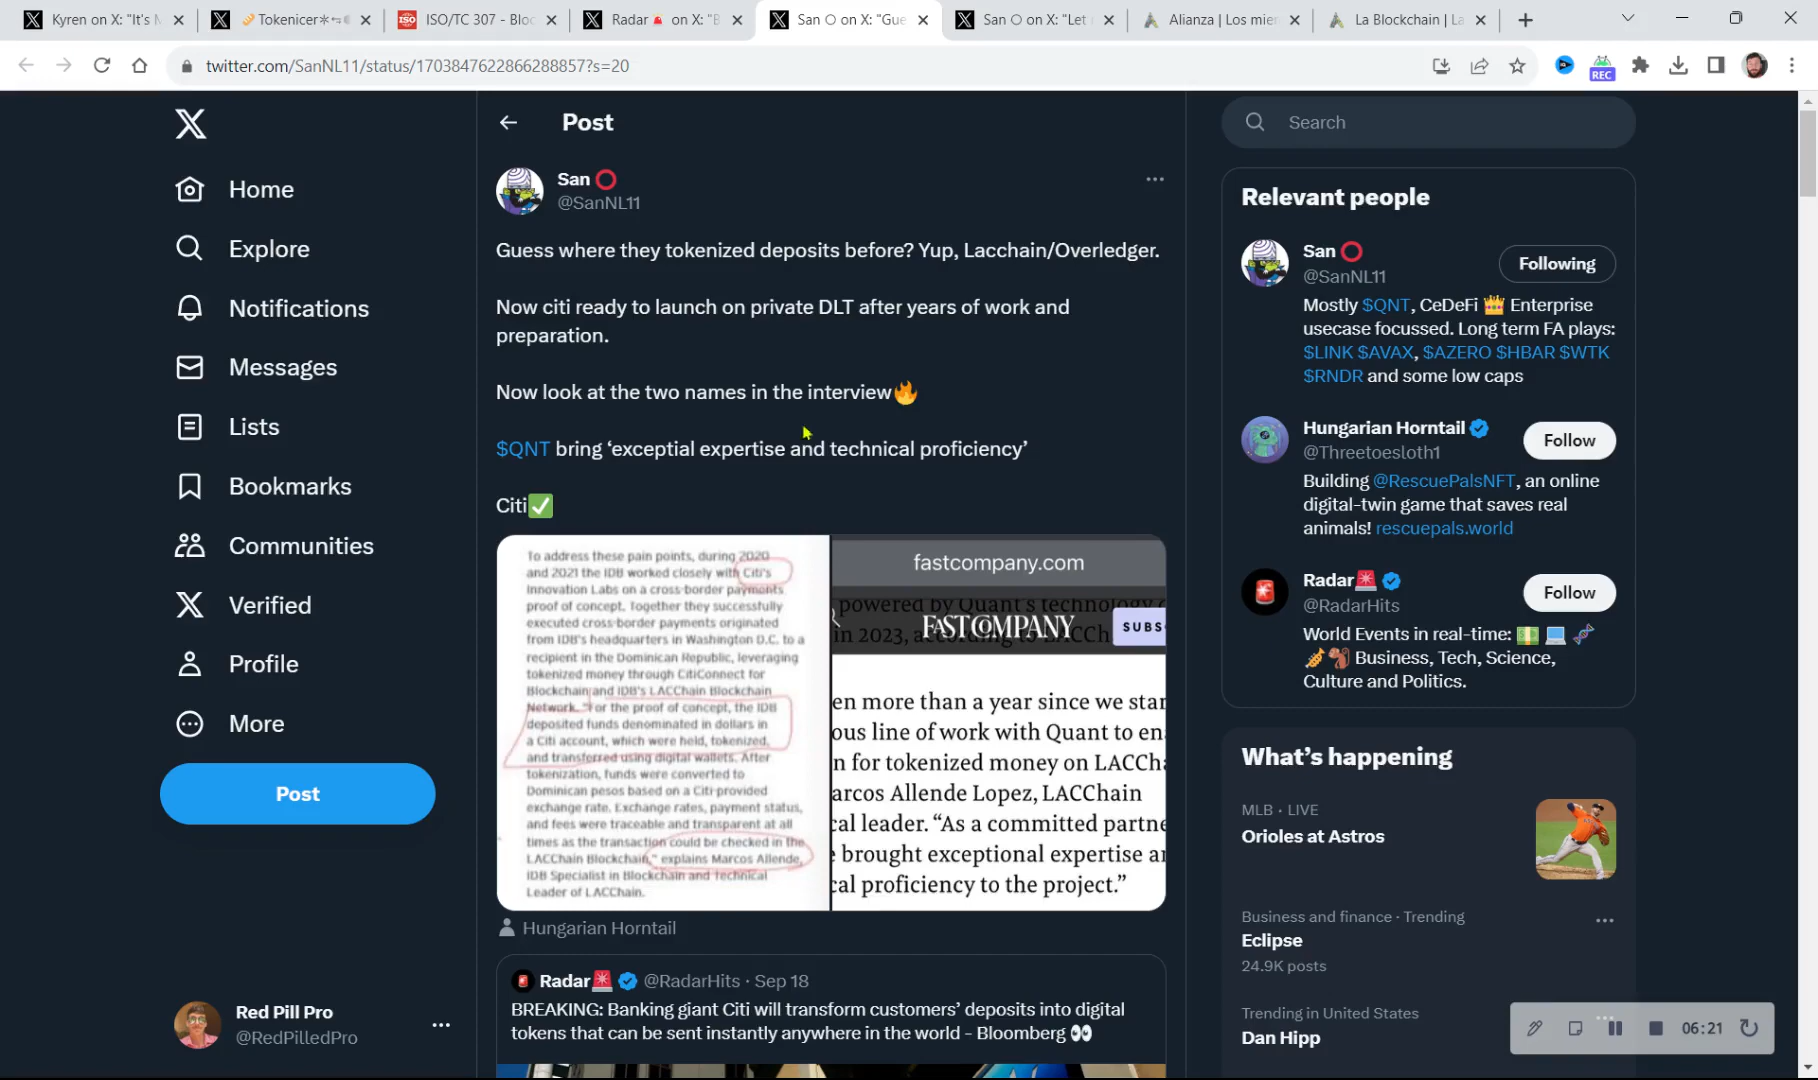 Kyren on X: "It's N
Tokenicer
ISO/TC 307 - Bloc
Radar on X: "B
San on X: "Gue
San on X: "Let
Alianza | Los mier
La Blockchain | La
twitter.com/SanNL11/status/1703847622866288857?s=20
REC
Home
Explore
Notifications
Messages
Lists
Bookmarks
Communities
Verified
Profile
More
Post
Red Pill Pro
@RedPilledPro
Post
San
@SanNL11
Guess where they tokenized deposits before? Yup, Lacchain/Overledger.
Now citi ready to launch on private DLT after years of work and
preparation.
Now look at the two names in the interview🔥
$QNT bring ‘exceptial expertise and technical proficiency’
Citi✅
To address these pain points, during 2020
and 2021 the IDB worked closely with Citi's
Innovation Labs on a cross-border payments
proof of concept. Together they successfully
executed cross-border payments originated
from IDB's headquarters in Washington D.C. to a
recipient in the Dominican Republic, leveraging
tokenized money through CitiConnect for
Blockchain and IDB's LACChain Blockchain
Network. "For the proof of concept, the IDB
deposited funds denominated in dollars in
a Citi account, which were held, tokenized,
and transferred using digital wallets. After
tokenization, funds were converted to
Dominican pesos based on a Citi-provided
exchange rate. Exchange rates, payment status,
and fees were traceable and transparent at all
times as the transaction could be checked in the
LACChain Blockchain," explains Marcos Allende,
IDB Specialist in Blockchain and Technical
Leader of LACChain.
fastcompany.com
powered by Quant's technology
in 2023, according to LACCh
FAST COMPANY
SUBS
en more than a year since we star
ous line of work with Quant to en
n for tokenized money on LACCh
arcos Allende Lopez, LACChain
cal leader. “As a committed partne
e brought exceptional expertise an
cal proficiency to the project.”
Hungarian Horntail
Radar🚨 @RadarHits · Sep 18
BREAKING: Banking giant Citi will transform customers’ deposits into digital
tokens that can be sent instantly anywhere in the world - Bloomberg 👀
Search
Relevant people
San
@SanNL11
Following
Mostly $QNT, CeDeFi 👑 Enterprise
usecase focussed. Long term FA plays:
$LINK $AVAX, $AZERO $HBAR $WTK
$RNDR and some low caps
Hungarian Horntail
@Threetoesloth1
Follow
Building @RescuePalsNFT, an online
digital-twin game that saves real
animals! rescuepals.world
Radar🚨
@RadarHits
Follow
World Events in real-time: 💵 💻 🧬
🎺🐿️ Business, Tech, Science,
Culture and Politics.
What’s happening
MLB · LIVE
Orioles at Astros
Business and finance · Trending
Eclipse
24.9K posts
Trending in United States
Dan Hipp
06:21